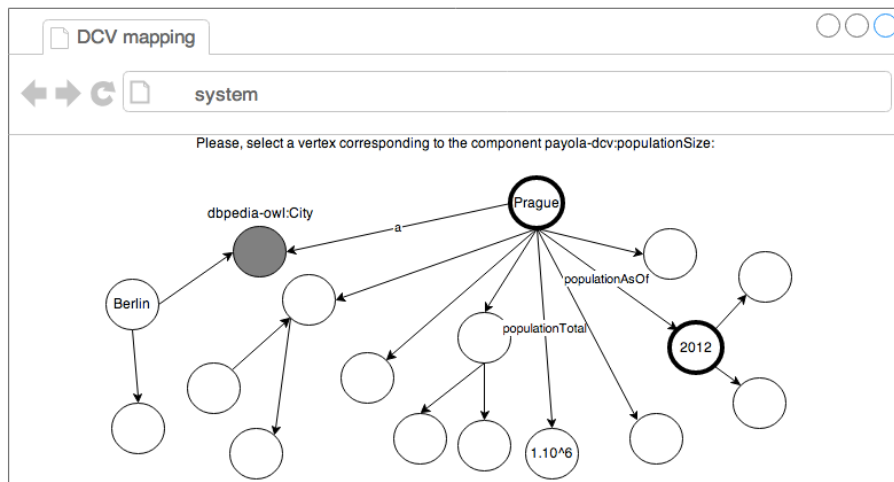 DCV mapping
system
Please, select a vertex corresponding to the component payola-dcv:populationSize:
Prague
dbpedia-owl:City
a
populationAsOf
Berlin
populationTotal
2012
1.10^6